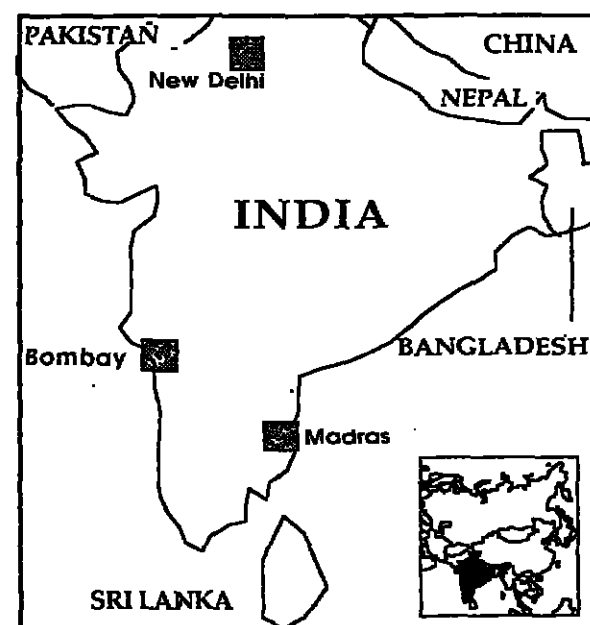 PAKISTAN
CHINA
New Delhi
NEPAL
INDIA
Bombay
BANGLADESH
Madras
SRI LANKA